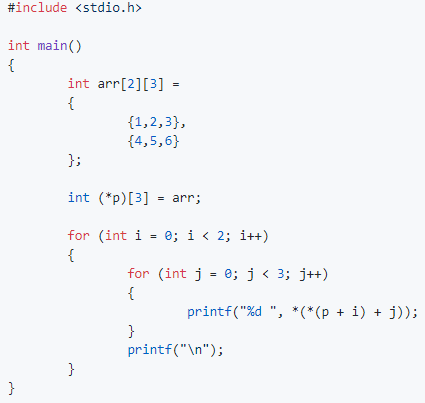 #include <stdio.h>
int main()
{
int arr[2][3] =
{
{1,2,3},
{4,5,6}
};
int (*p)[3] = arr;
for (int i = 0; i < 2; i++)
{
for (int j = 0; j < 3; j++)
{
printf("%d ", *(*(p + i) + j));
}
printf("\n");
}
}